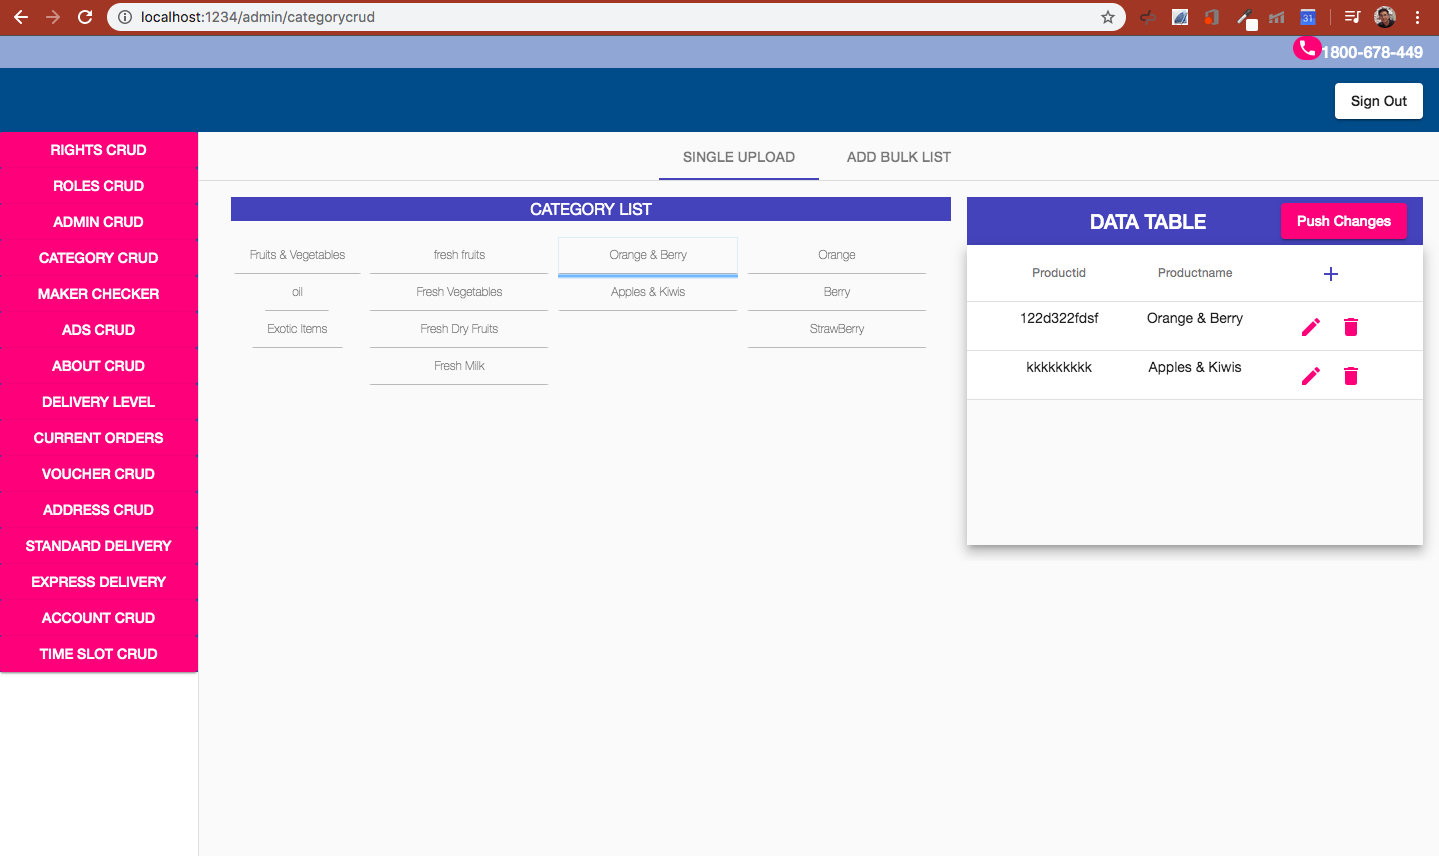 localhost:1234/admin/categorycrud
31
1800-678-449
Sign Out
RIGHTS CRUD
ROLES CRUD
ADMIN CRUD
CATEGORY CRUD
MAKER CHECKER
ADS CRUD
ABOUT CRUD
DELIVERY LEVEL
CURRENT ORDERS
VOUCHER CRUD
ADDRESS CRUD
STANDARD DELIVERY
EXPRESS DELIVERY
ACCOUNT CRUD
TIME SLOT CRUD
SINGLE UPLOAD ADD BULK LIST
CATEGORY LIST
Fruits & Vegetables fresh fruits Orange & Berry Orange
oil Fresh Vegetables Apples & Kiwis Berry
Exotic Items Fresh Dry Fruits StrawBerry
Fresh Milk
DATA TABLE Push Changes
Productid Productname
122d322fdsf Orange & Berry
kkkkkkkkk Apples & Kiwis